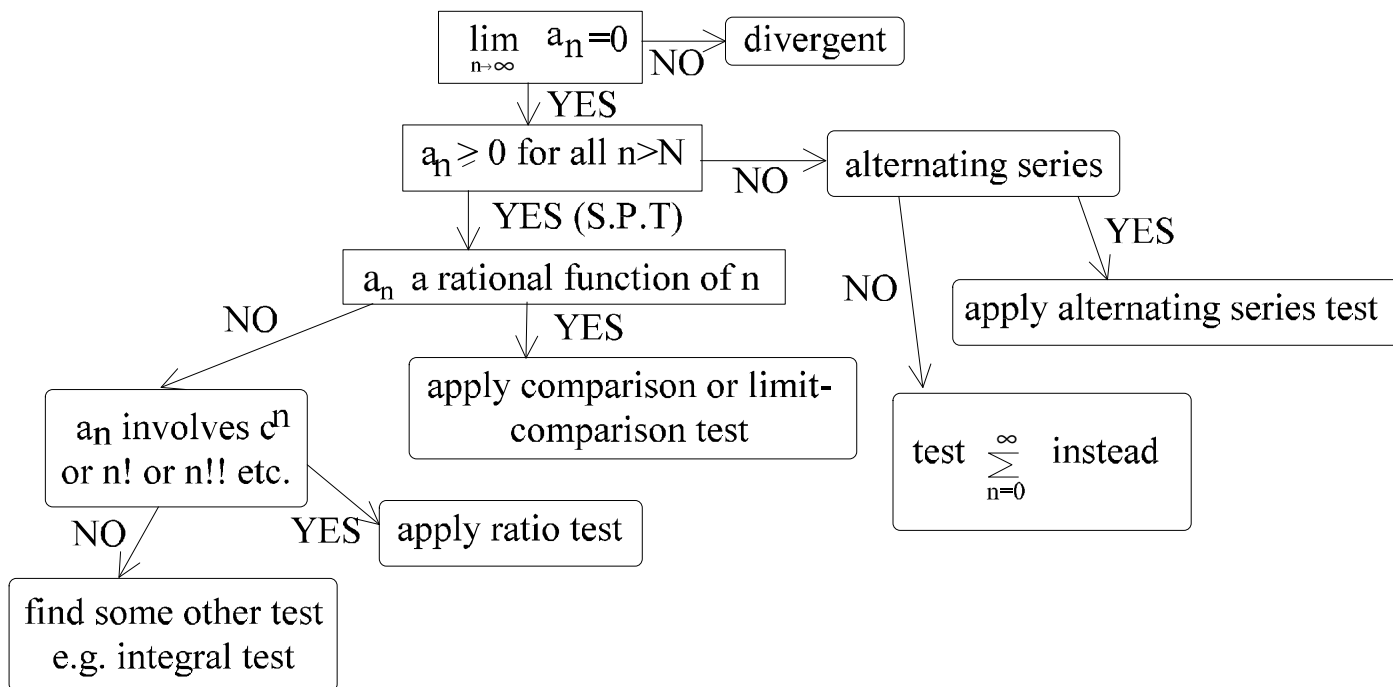 lim a_n=0
n→∞
NO
divergent
YES
a_n ≥ 0 for all n>N
NO
alternating series
YES (S.P.T)
YES
NO
a_n a rational function of n
apply alternating series test
NO
YES
apply comparison or limit-
comparison test
a_n involves c^n
or n! or n!! etc.
test ∑ instead
∞
n=0
NO
YES
apply ratio test
find some other test
e.g. integral test